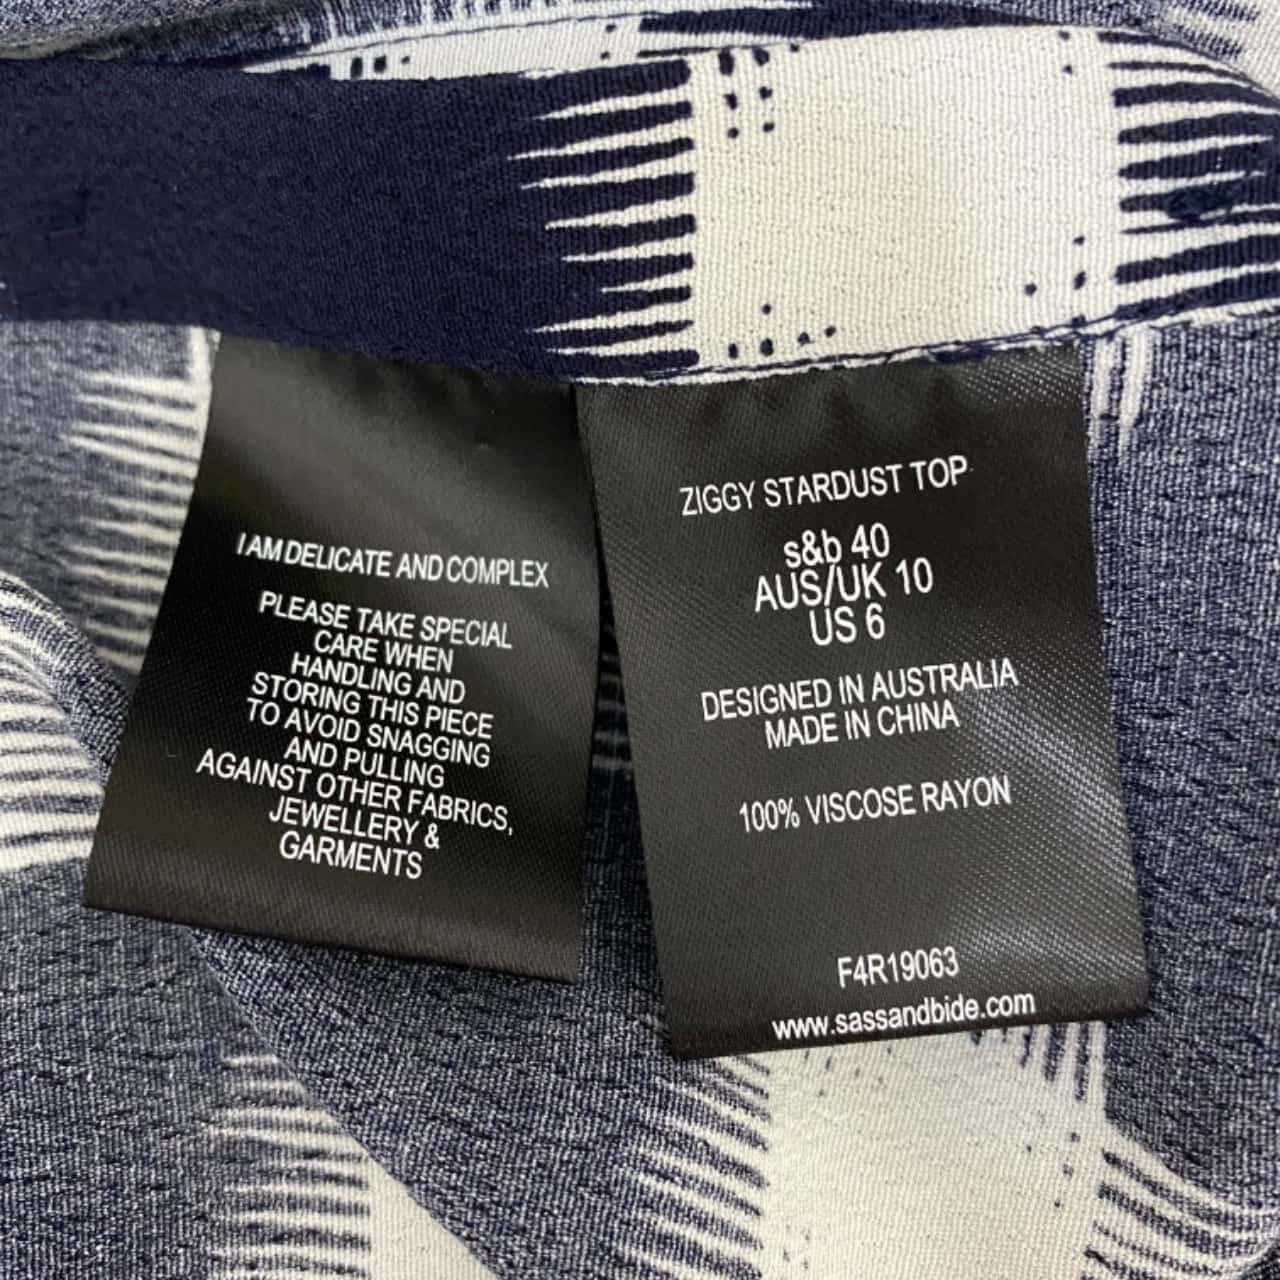 I AM DELICATE AND COMPLEX
PLEASE TAKE SPECIAL
CARE WHEN
HANDLING AND
STORING THIS PIECE
TO AVOID SNAGGING
AND PULLING
AGAINST OTHER FABRICS,
JEWELLERY &
GARMENTS
ZIGGY STARDUST TOP
s&b 40
AUS/UK 10
US 6
DESIGNED IN AUSTRALIA
MADE IN CHINA
100% VISCOSE RAYON
F4R19063
www.sassandbide.com